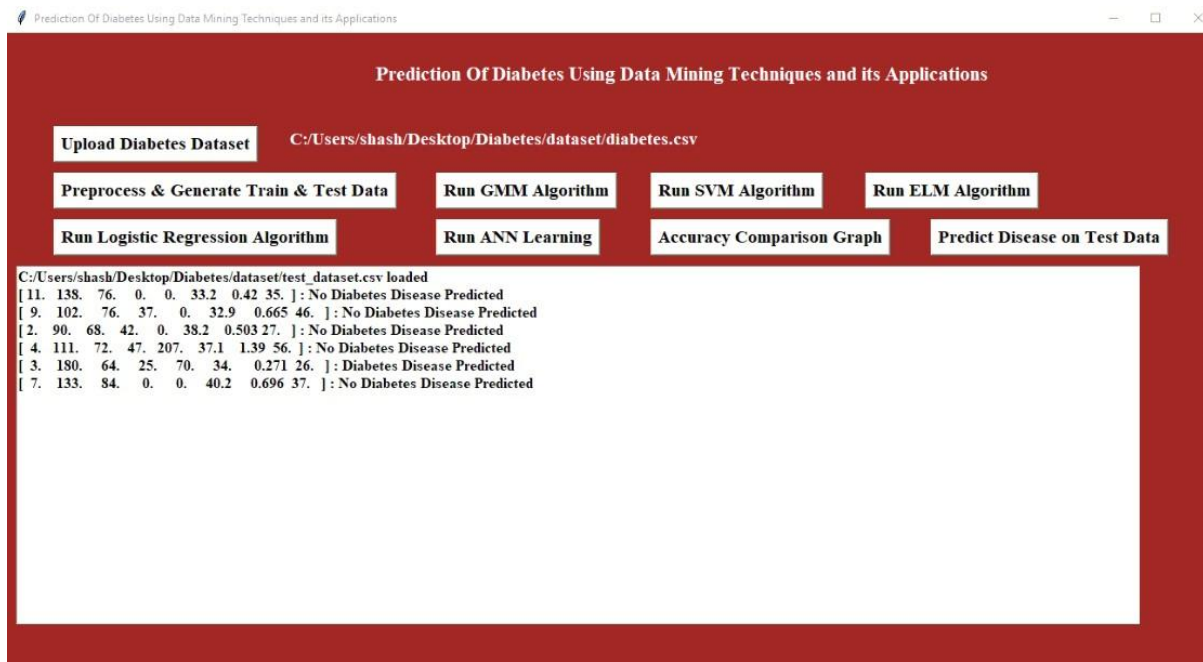 Prediction Of Diabetes Using Data Mining Techniques and its Applications
Prediction Of Diabetes Using Data Mining Techniques and its Applications
Upload Diabetes Dataset C:/Users/shash/Desktop/Diabetes/dataset/diabetes.csv
Preprocess & Generate Train & Test Data Run GMM Algorithm Run SVM Algorithm Run ELM Algorithm
Run Logistic Regression Algorithm Run ANN Learning Accuracy Comparison Graph Predict Disease on Test Data
C:/Users/shash/Desktop/Diabetes/dataset/test_dataset.csv loaded
[ 11. 138. 76. 0. 0. 33.2 0.42 35. ] : No Diabetes Disease Predicted
[ 9. 102. 76. 37. 0. 32.9 0.665 46. ] : No Diabetes Disease Predicted
[ 2. 90. 68. 42. 0. 38.2 0.503 27. ] : No Diabetes Disease Predicted
[ 4. 111. 72. 47. 207. 37.1 1.39 56. ] : No Diabetes Disease Predicted
[ 3. 180. 64. 25. 70. 34. 0.271 26. ] : Diabetes Disease Predicted
[ 7. 133. 84. 0. 0. 40.2 0.696 37. ] : No Diabetes Disease Predicted